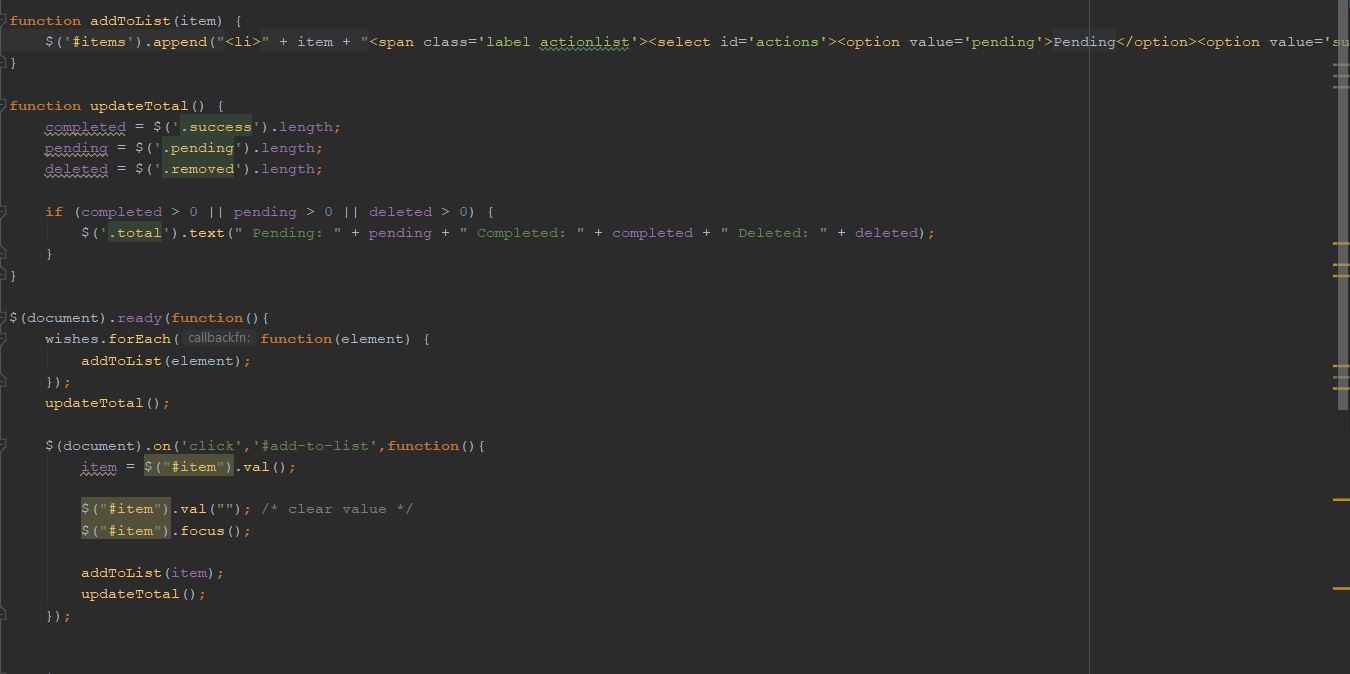 function addToList(item) {
    $('#items').append("<li>" + item + "<span class='label actionlist'><select id='actions'><option value='pending'>Pending</option><option value='su
}

function updateTotal() {
    completed = $('.success').length;
    pending = $('.pending').length;
    deleted = $('.removed').length;

    if (completed > 0 || pending > 0 || deleted > 0) {
        $('.total').text(" Pending: " + pending + " Completed: " + completed + " Deleted: " + deleted);
    }
}

$(document).ready(function(){
    wishes.forEach( callbackfn: function(element) {
        addToList(element);
    });
    updateTotal();

    $(document).on('click','#add-to-list',function(){
        item = $("#item").val();

        $("#item").val(""); /* clear value */
        $("#item").focus();

        addToList(item);
        updateTotal();
    });